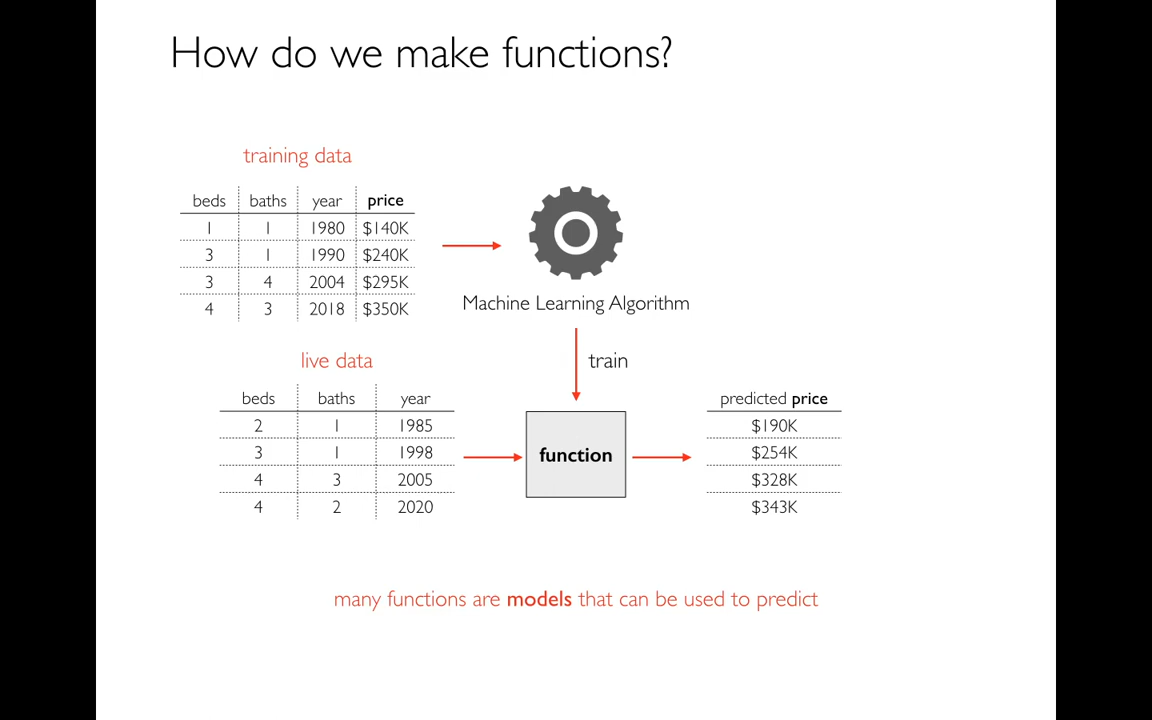 How do we make functions?
training data
beds baths year price
1 1 1980 $140K
3 1 1990 $240K
3 4 2004 $295K
4 3 2018 $350K
Machine Learning Algorithm
train
live data
beds baths year
2 1 1985
3 1 1998
4 3 2005
4 2 2020
function
predicted price
$190K
$254K
$328K
$343K
many functions are models that can be used to predict